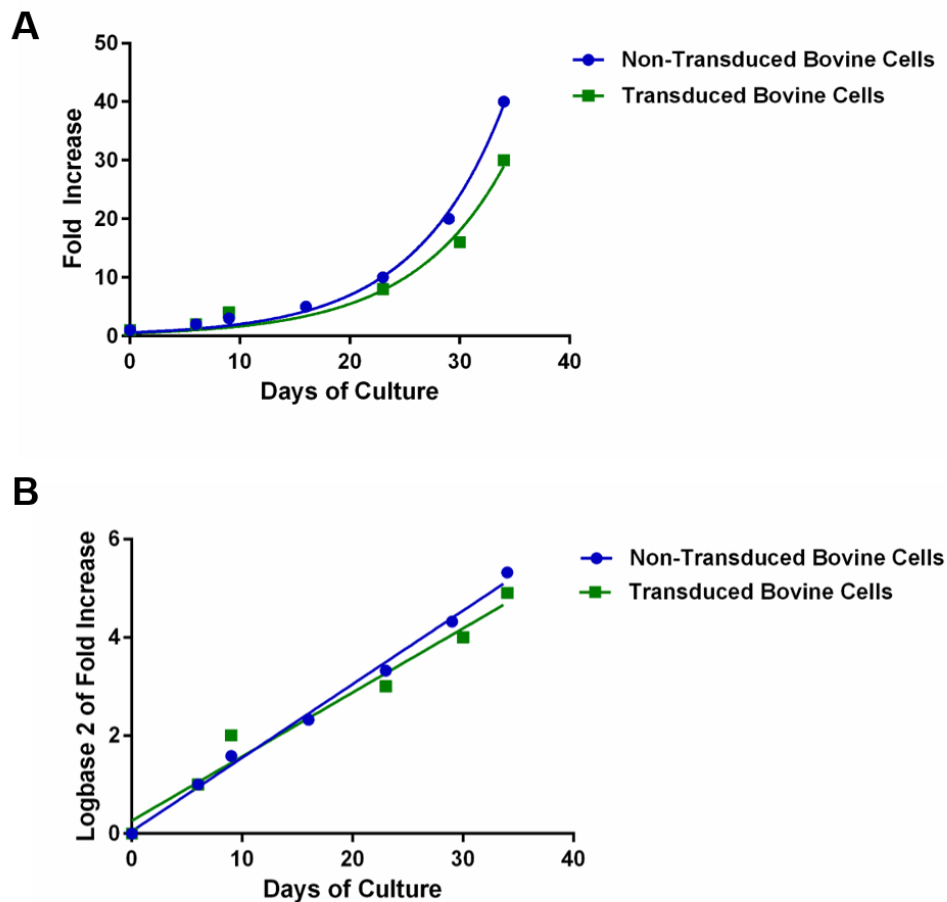 A
50
40
30
20
10
0
Fold Increase
0 10 20 30 40
Days of Culture
Non-Transduced Bovine Cells
Transduced Bovine Cells
B
6
4
2
0
Logbase 2 of Fold Increase
0 10 20 30 40
Days of Culture
Non-Transduced Bovine Cells
Transduced Bovine Cells